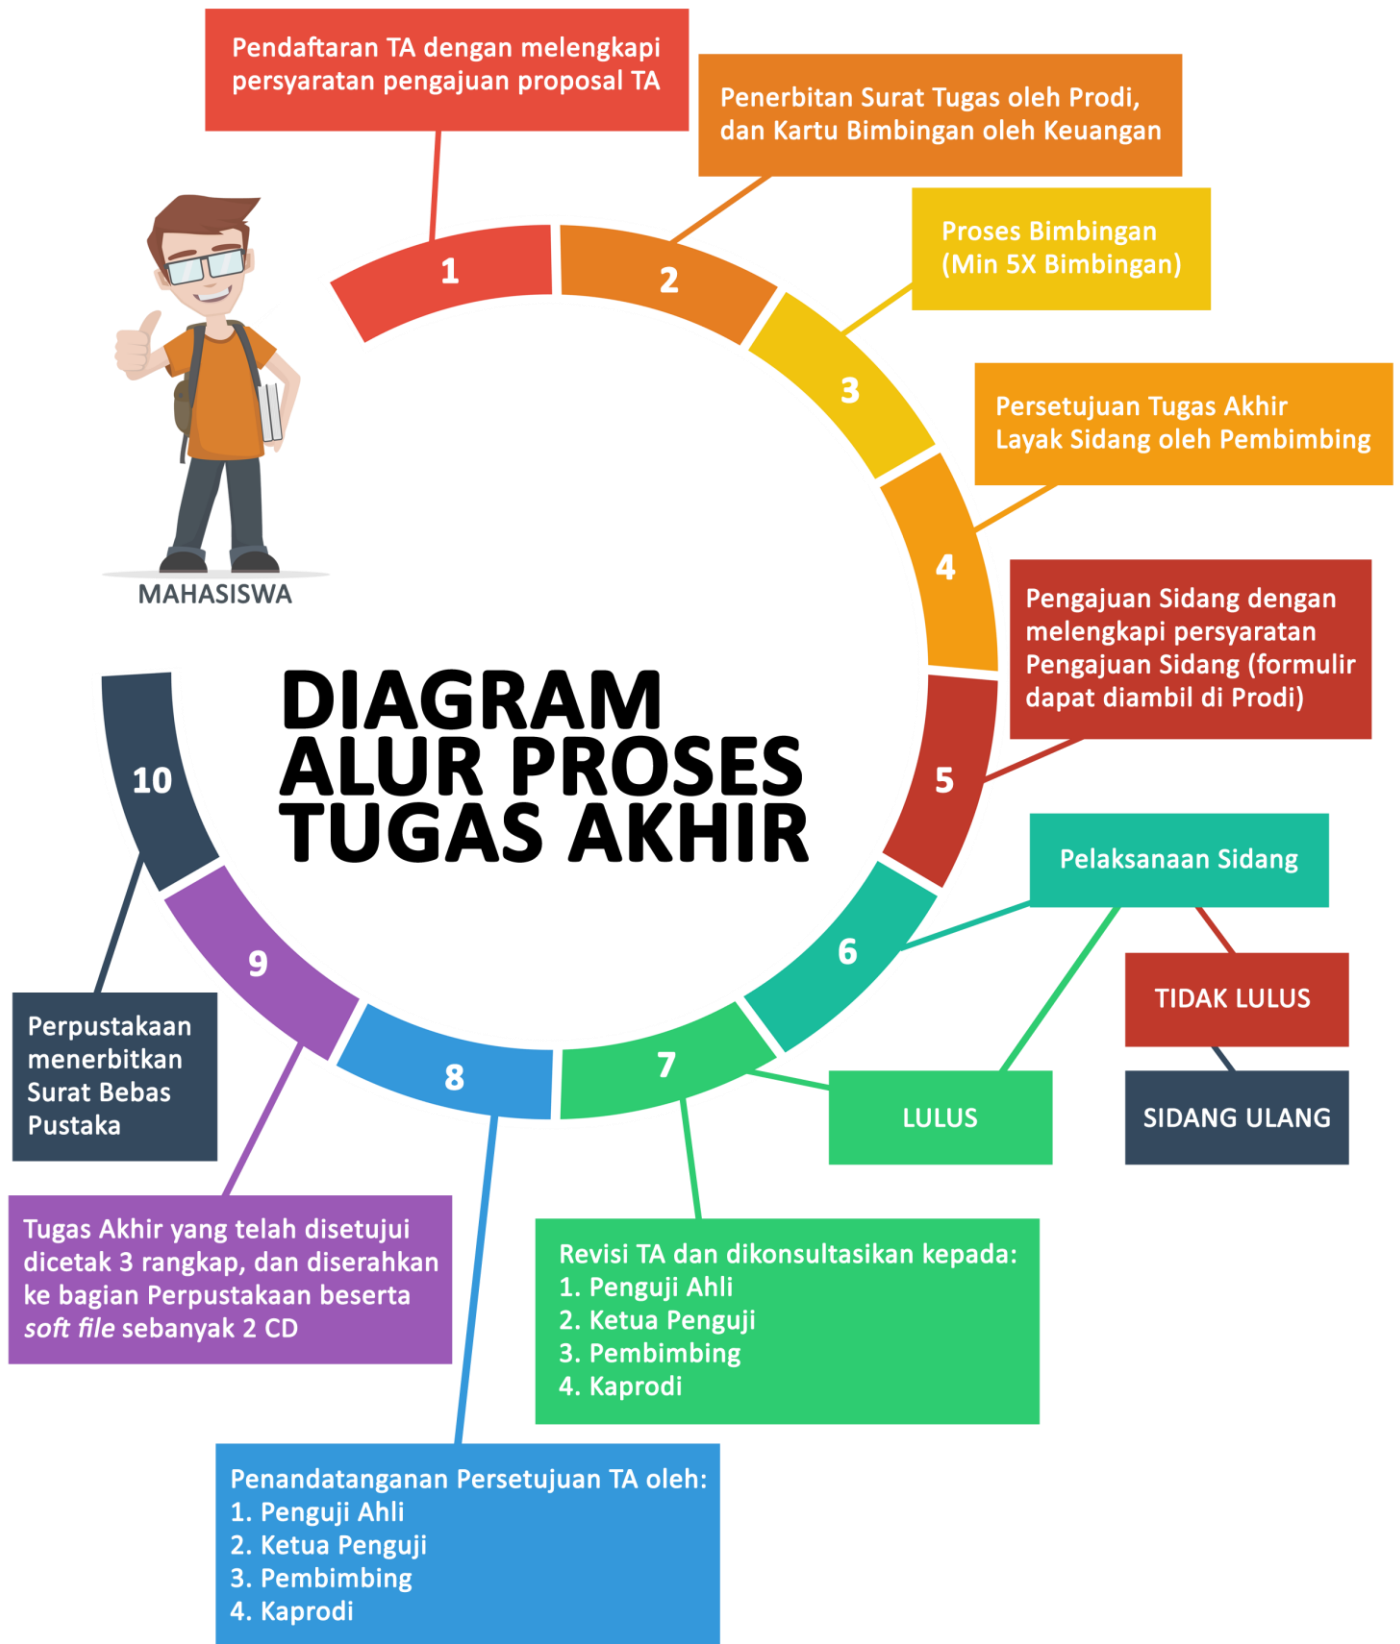 Pendaftaran TA dengan melengkapi
persyaratan pengajuan proposal TA
Penerbitan Surat Tugas oleh Prodi,
dan Kartu Bimbingan oleh Keuangan
Proses Bimbingan
(Min 5X Bimbingan)
Persetujuan Tugas Akhir
Layak Sidang oleh Pembimbing
Pengajuan Sidang dengan
melengkapi persyaratan
Pengajuan Sidang (formulir
dapat diambil di Prodi)
Pelaksanaan Sidang
TIDAK LULUS
SIDANG ULANG
LULUS
Revisi TA dan dikonsultasikan kepada:
1. Penguji Ahli
2. Ketua Penguji
3. Pembimbing
4. Kaprodi
Penandatanganan Persetujuan TA oleh:
1. Penguji Ahli
2. Ketua Penguji
3. Pembimbing
4. Kaprodi
Tugas Akhir yang telah disetujui
dicetak 3 rangkap, dan diserahkan
ke bagian Perpustakaan beserta
soft file sebanyak 2 CD
Perpustakaan
menerbitkan
Surat Bebas
Pustaka
1
2
3
4
5
6
7
8
9
10
MAHASISWA
DIAGRAM
ALUR PROSES
TUGAS AKHIR